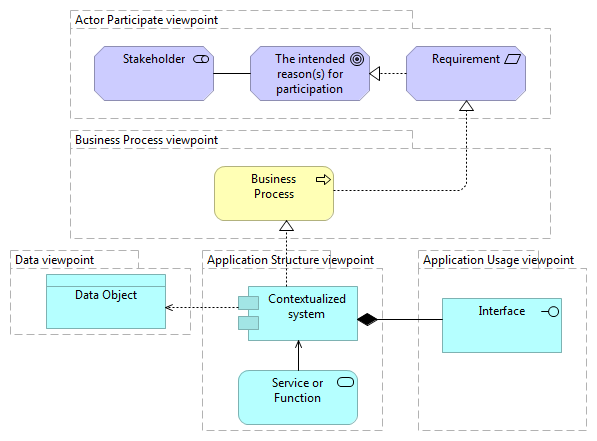 Actor Participate viewpoint
Stakeholder
The intended
reason(s) for
participation
Requirement
Business Process viewpoint
Business
Process
Data viewpoint
Application Structure viewpoint
Application Usage viewpoint
Data Object
Contextualized
system
Interface
Service or
Function